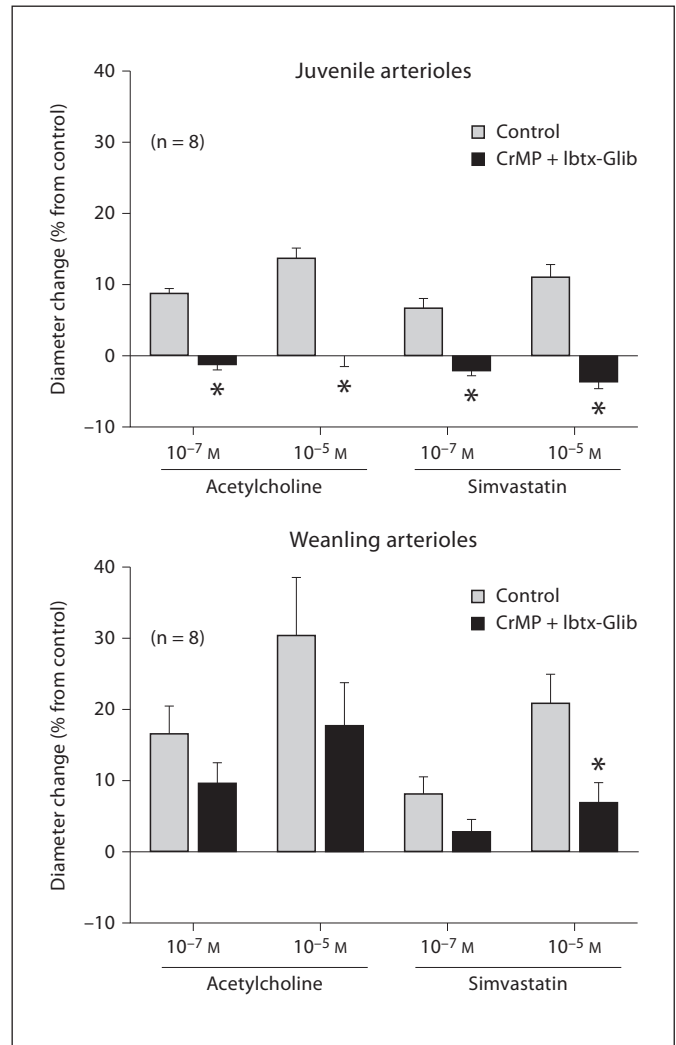 Juvenile arterioles
Diameter change (% from control)
40
30
20
10
0
–10
(n = 8)
Control
CrMP + Ibtx-Glib
*
*
*
*
10⁻⁷ M
10⁻⁵ M
10⁻⁷ M
10⁻⁵ M
Acetylcholine
Simvastatin
Weanling arterioles
Diameter change (% from control)
40
30
20
10
0
–10
(n = 8)
Control
CrMP + Ibtx-Glib
*
10⁻⁷ M
10⁻⁵ M
10⁻⁷ M
10⁻⁵ M
Acetylcholine
Simvastatin